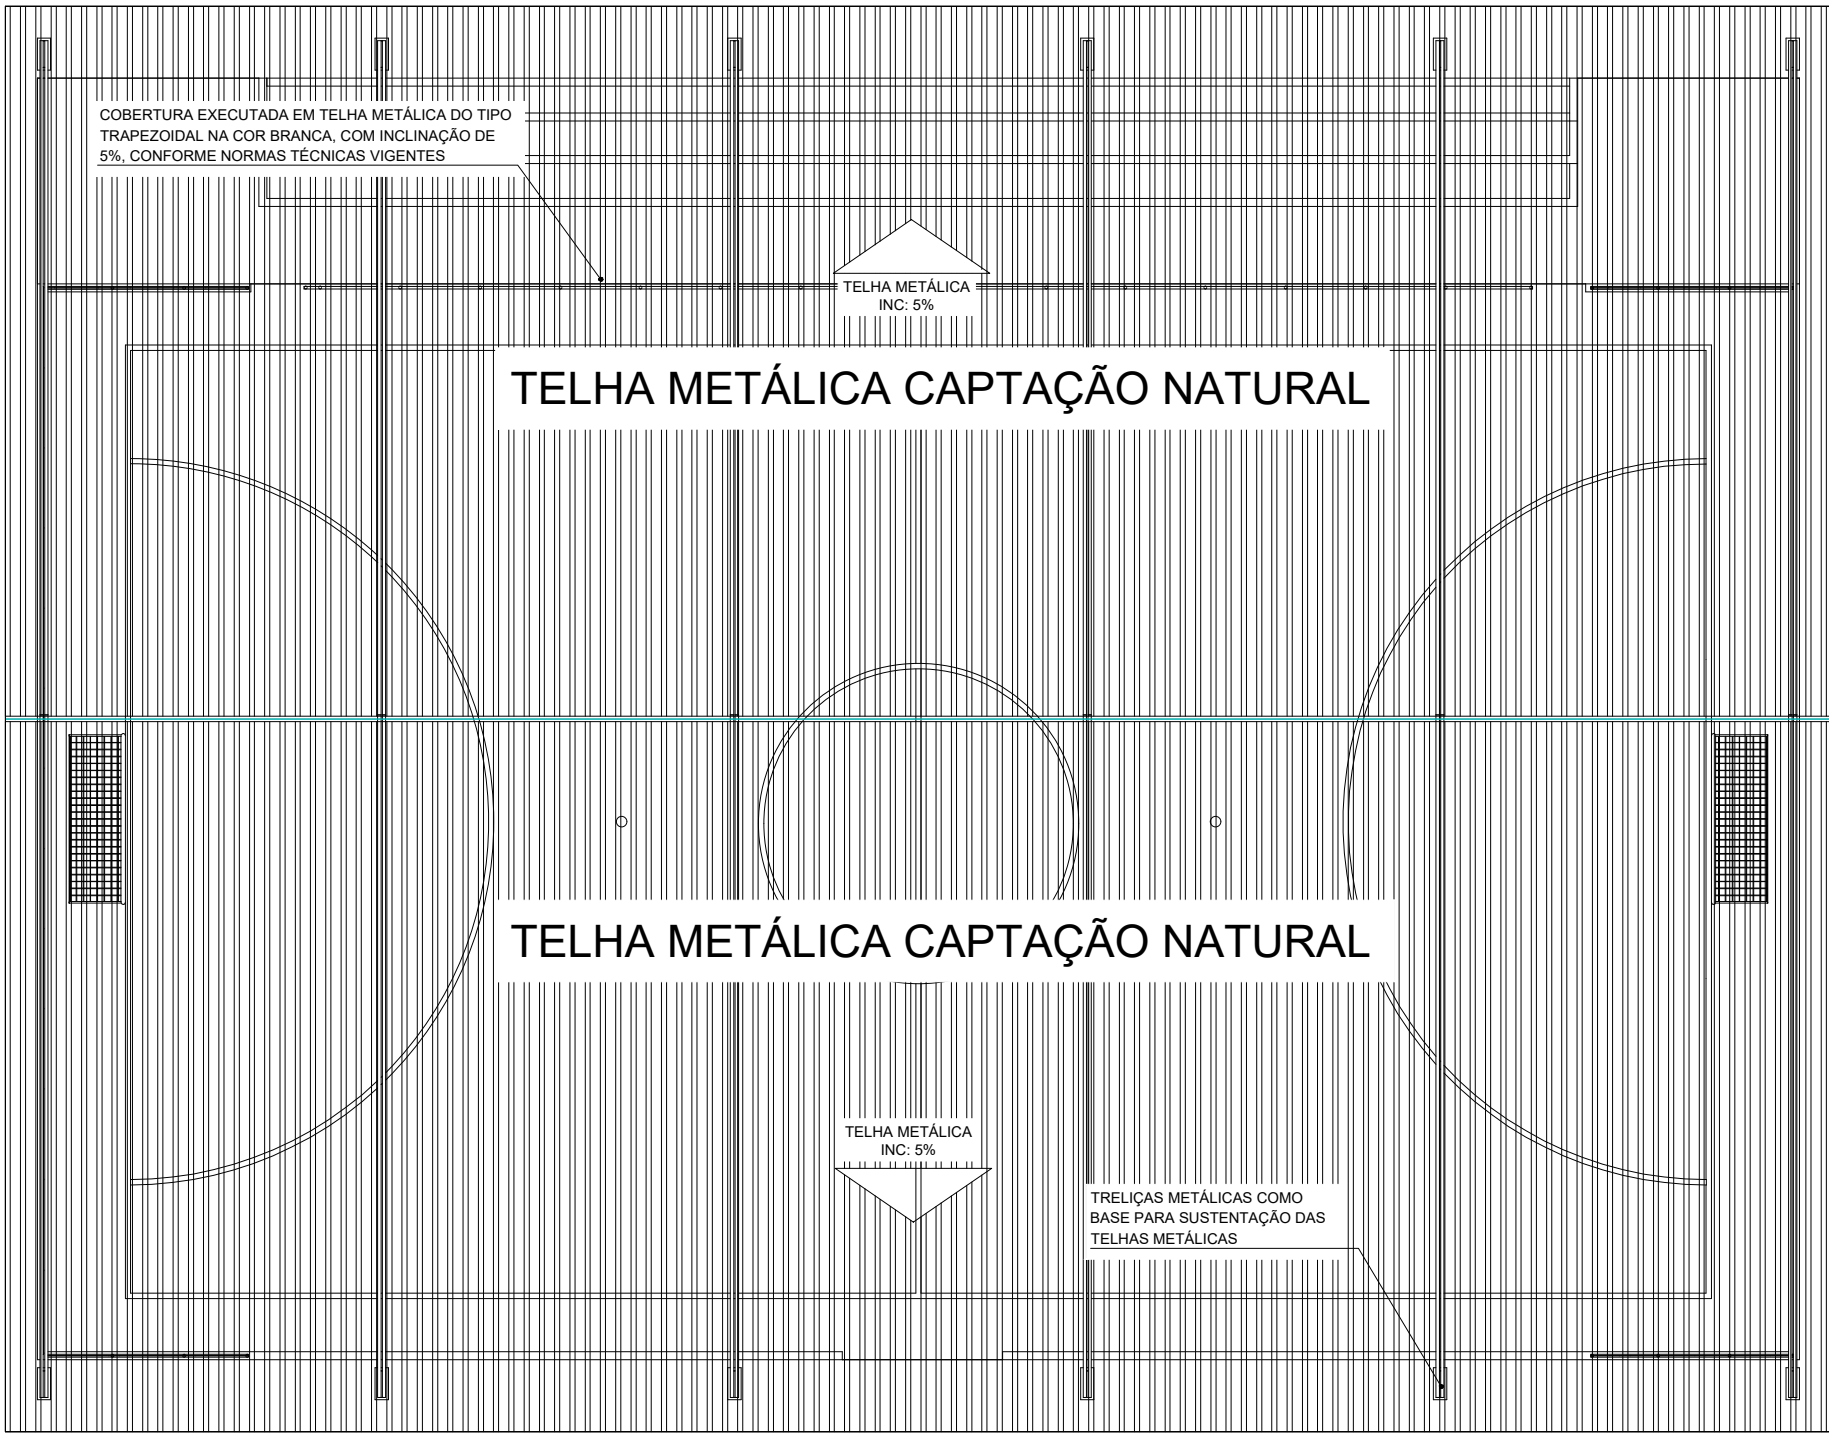 COBERTURA EXECUTADA EM TELHA METÁLICA DO TIPO
TRAPEZOIDAL NA COR BRANCA, COM INCLINAÇÃO DE
5%, CONFORME NORMAS TÉCNICAS VIGENTES
TELHA METÁLICA
INC: 5%
TELHA METÁLICA CAPTAÇÃO NATURAL
TELHA METÁLICA CAPTAÇÃO NATURAL
TELHA METÁLICA
INC: 5%
TRELIÇAS METÁLICAS COMO
BASE PARA SUSTENTAÇÃO DAS
TELHAS METÁLICAS